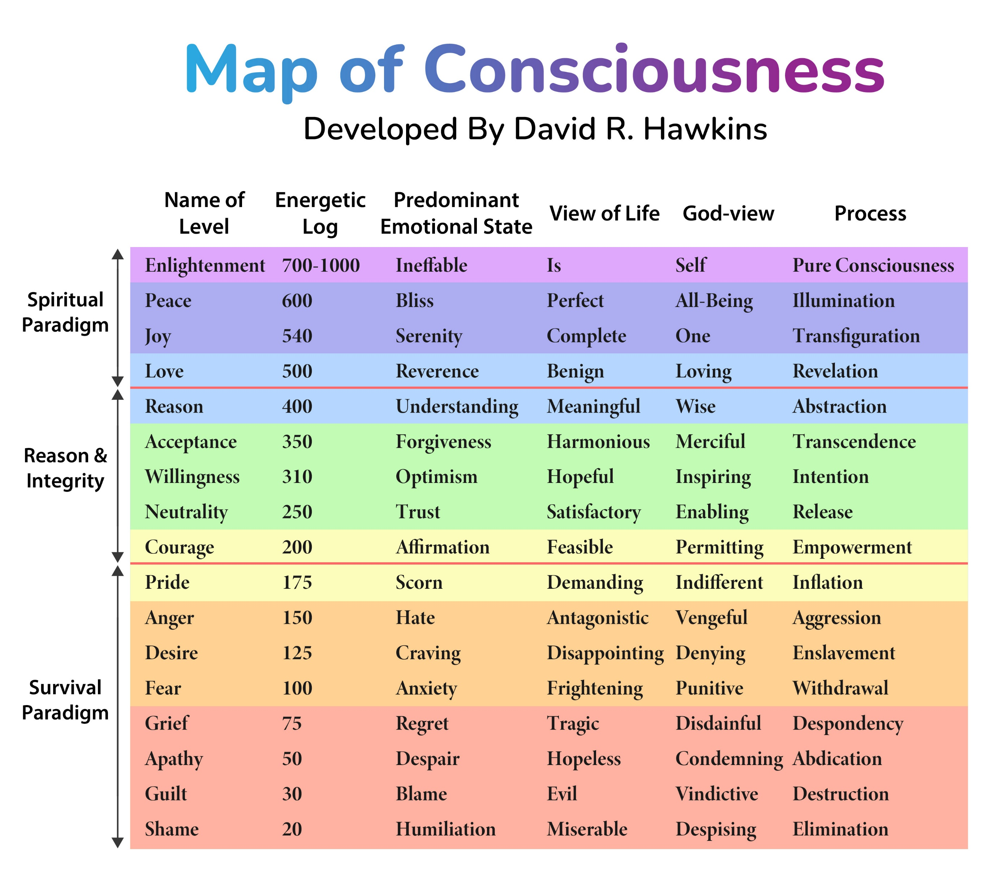 Map of Consciousness
Developed By David R. Hawkins
Name of Level Energetic Log Predominant Emotional State View of Life God-view Process
Spiritual Paradigm
Enlightenment 700-1000 Ineffable Is Self Pure Consciousness
Peace 600 Bliss Perfect All-Being Illumination
Joy 540 Serenity Complete One Transfiguration
Love 500 Reverence Benign Loving Revelation
Reason & Integrity
Reason 400 Understanding Meaningful Wise Abstraction
Acceptance 350 Forgiveness Harmonious Merciful Transcendence
Willingness 310 Optimism Hopeful Inspiring Intention
Neutrality 250 Trust Satisfactory Enabling Release
Courage 200 Affirmation Feasible Permitting Empowerment
Survival Paradigm
Pride 175 Scorn Demanding Indifferent Inflation
Anger 150 Hate Antagonistic Vengeful Aggression
Desire 125 Craving Disappointing Denying Enslavement
Fear 100 Anxiety Frightening Punitive Withdrawal
Grief 75 Regret Tragic Disdainful Despondency
Apathy 50 Despair Hopeless Condemning Abdication
Guilt 30 Blame Evil Vindictive Destruction
Shame 20 Humiliation Miserable Despising Elimination